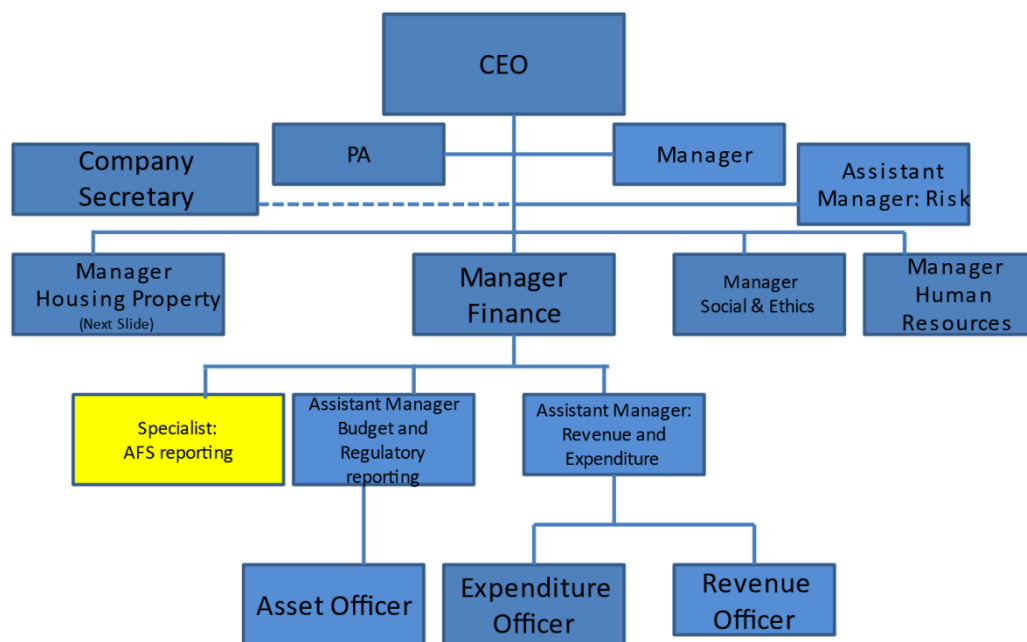 CEO
PA
Manager
Company
Secretary
Assistant
Manager: Risk
Manager
Housing Property
(Next Slide)
Manager
Finance
Manager
Social & Ethics
Manager
Human
Resources
Specialist:
AFS reporting
Assistant Manager
Budget and
Regulatory
reporting
Assistant Manager:
Revenue and
Expenditure
Asset Officer
Expenditure
Officer
Revenue
Officer